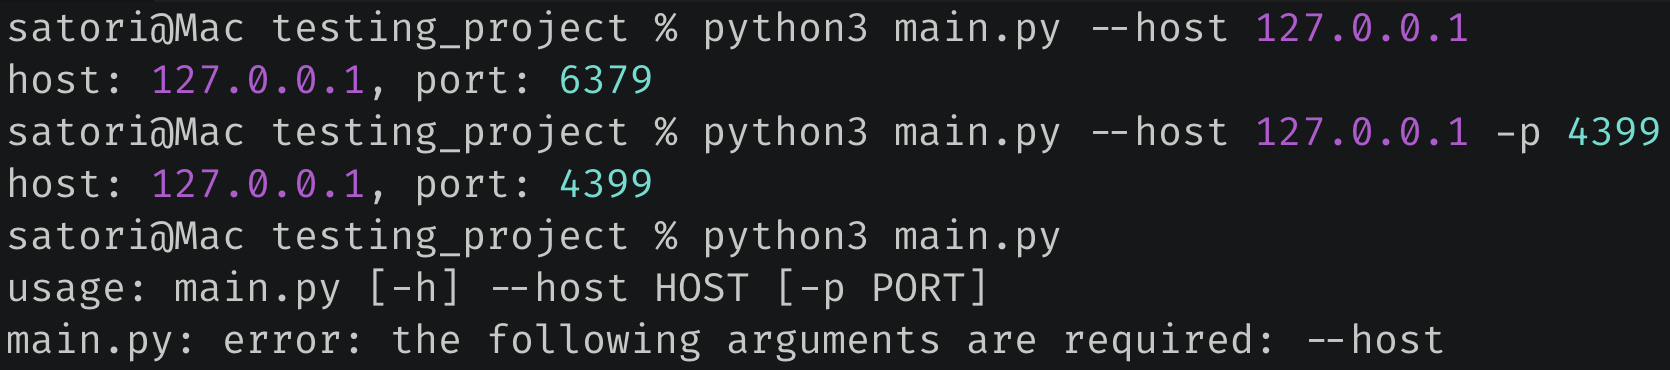 satori@Mac testing_project % python3 main.py --host 127.0.0.1
host: 127.0.0.1, port: 6379
satori@Mac testing_project % python3 main.py --host 127.0.0.1 -p 4399
host: 127.0.0.1, port: 4399
satori@Mac testing_project % python3 main.py
usage: main.py [-h] --host HOST [-p PORT]
main.py: error: the following arguments are required: --host